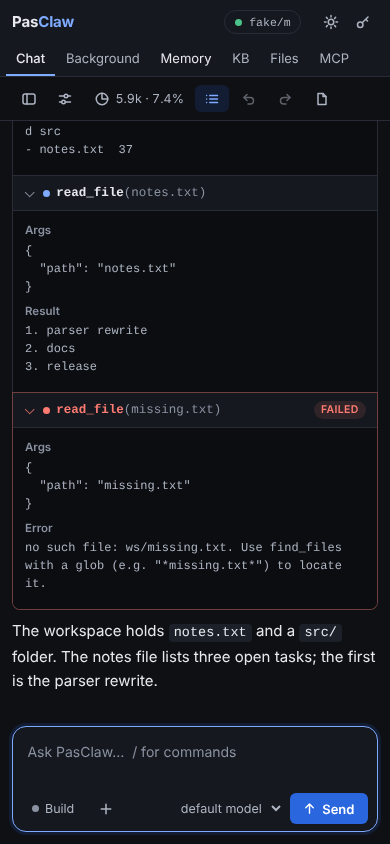 PasClaw
fake/m
Chat Background Memory KB Files MCP
5.9k · 7.4%
d src
- notes.txt  37
read_file(notes.txt)
Args
{
  "path": "notes.txt"
}
Result
1. parser rewrite
2. docs
3. release
read_file(missing.txt) FAILED
Args
{
  "path": "missing.txt"
}
Error
no such file: ws/missing.txt. Use find_files
with a glob (e.g. "*missing.txt*") to locate
it.
The workspace holds notes.txt and a src/
folder. The notes file lists three open tasks; the first
is the parser rewrite.
Ask PasClaw... / for commands
Build + default model Send